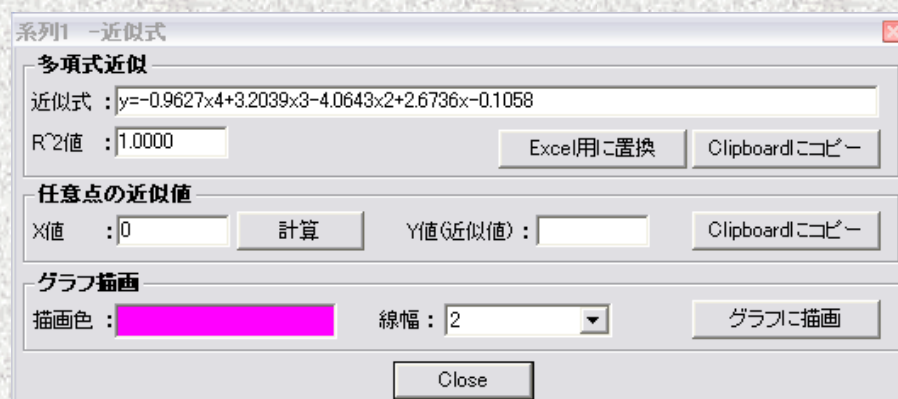 系列1 -近似式
多項式近似
近似式 : y=-0.9627x4+3.2039x3-4.0643x2+2.6736x-0.1058
R^2値 : 1.0000 Excel用に置換 Clipboardにコピー
任意点の近似値
X値 : 0 計算 Y値(近似値) : Clipboardにコピー
グラフ描画
描画色 : 線幅 : 2 グラフに描画
Close